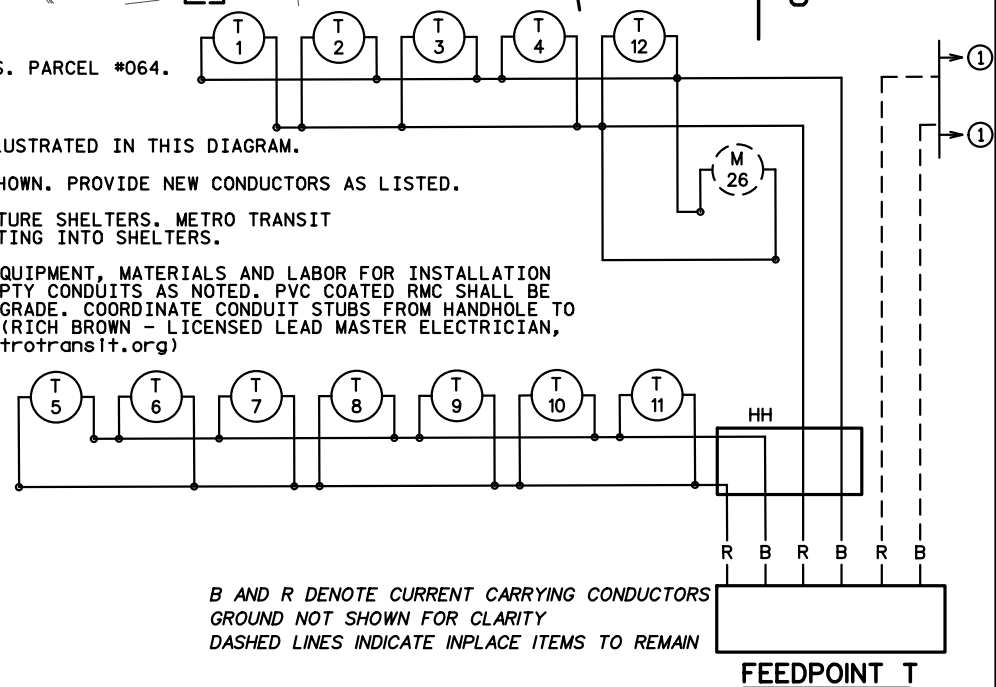 T 1
T 2
T 3
T 4
T 12
S. PARCEL #064.
1
1
LUSTRATED IN THIS DIAGRAM.
M 26
HOWN. PROVIDE NEW CONDUCTORS AS LISTED.
TURE SHELTERS. METRO TRANSIT
TING INTO SHELTERS.
QUIPMENT, MATERIALS AND LABOR FOR INSTALLATION
PTY CONDUITS AS NOTED. PVC COATED RMC SHALL BE
GRADE. COORDINATE CONDUIT STUBS FROM HANDHOLE TO
(RICH BROWN - LICENSED LEAD MASTER ELECTRICIAN,
trotransit.org)
T 5
T 6
T 7
T 8
T 9
T 10
T 11
HH
R B R B R B
B AND R DENOTE CURRENT CARRYING CONDUCTORS
GROUND NOT SHOWN FOR CLARITY
DASHED LINES INDICATE INPLACE ITEMS TO REMAIN
FEEDPOINT T